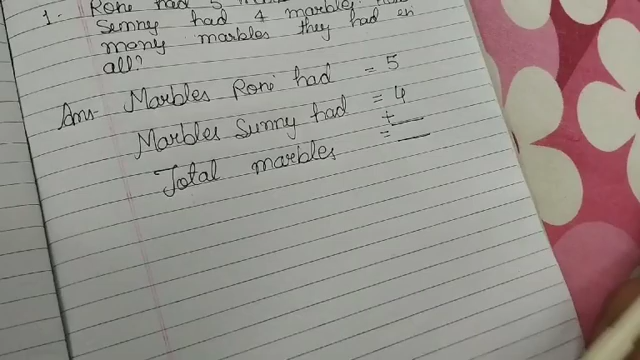 1. Roni had 5
Sunny had 4 marbles.
many marbles they had in
all?
Ans- Marbles Roni had = 5
Marbles Sunny had = 4
+
Total marbles =